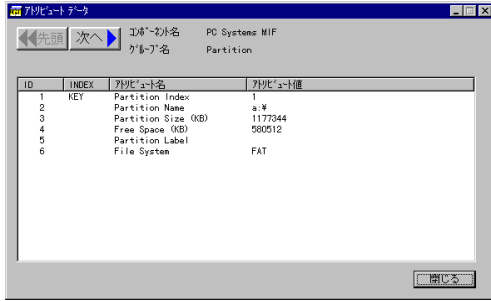 アトリビュート データ
先頭 次へ
コンポーネント名 PC Systems MIF
グループ名 Partition
ID INDEX アトリビュート名 アトリビュート値
1 KEY Partition Index 1
2 Partition Name a:¥
3 Partition Size (KB) 1177344
4 Free Space (KB) 580512
5 Partition Label
6 File System FAT
閉じる